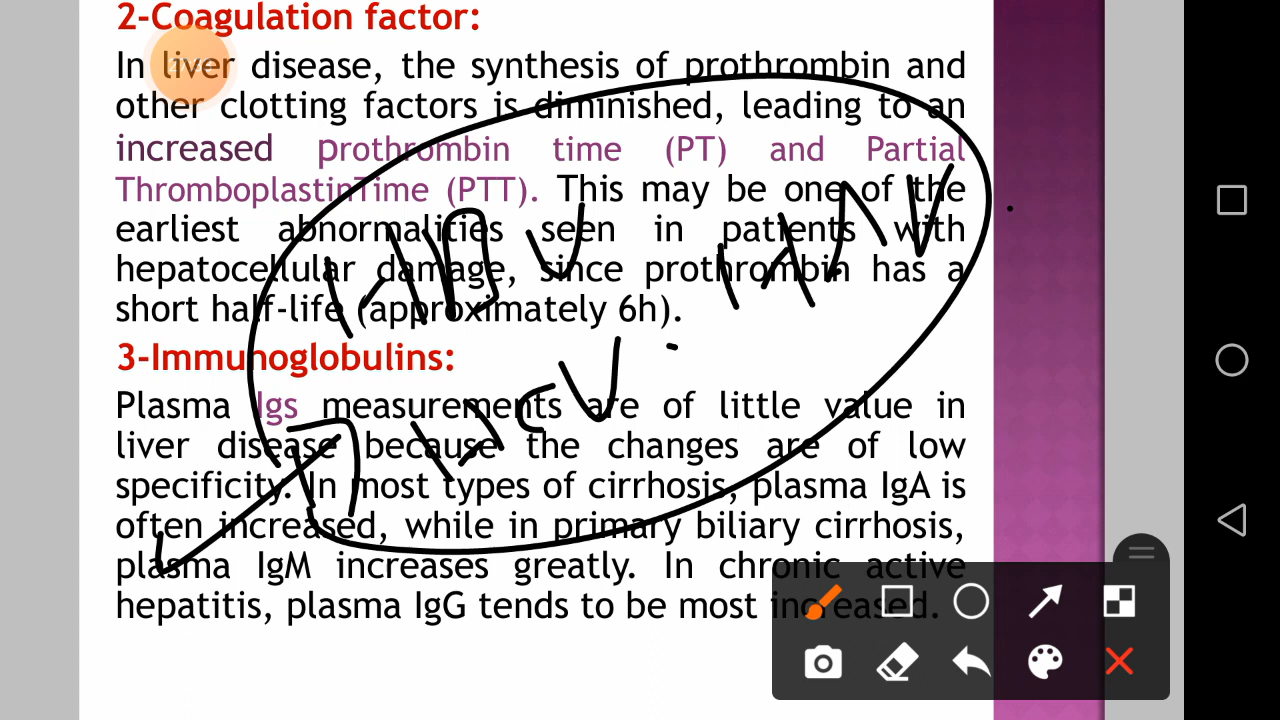 2-Coagulation factor:
In liver disease, the synthesis of prothrombin and
other clotting factors is diminished, leading to an
increased prothrombin time (PT) and Partial
ThromboplastinTime (PTT). This may be one of the
earliest abnormalities seen in patients with
hepatocellular damage, since prothrombin has a
short half-life (approximately 6h).
HBV HAV
3-Immunoglobulins:
HCV
Plasma Igs measurements are of little value in
liver disease because the changes are of low
specificity. In most types of cirrhosis, plasma IgA is
often increased, while in primary biliary cirrhosis,
plasma IgM increases greatly. In chronic active
hepatitis, plasma IgG tends to be most increased.